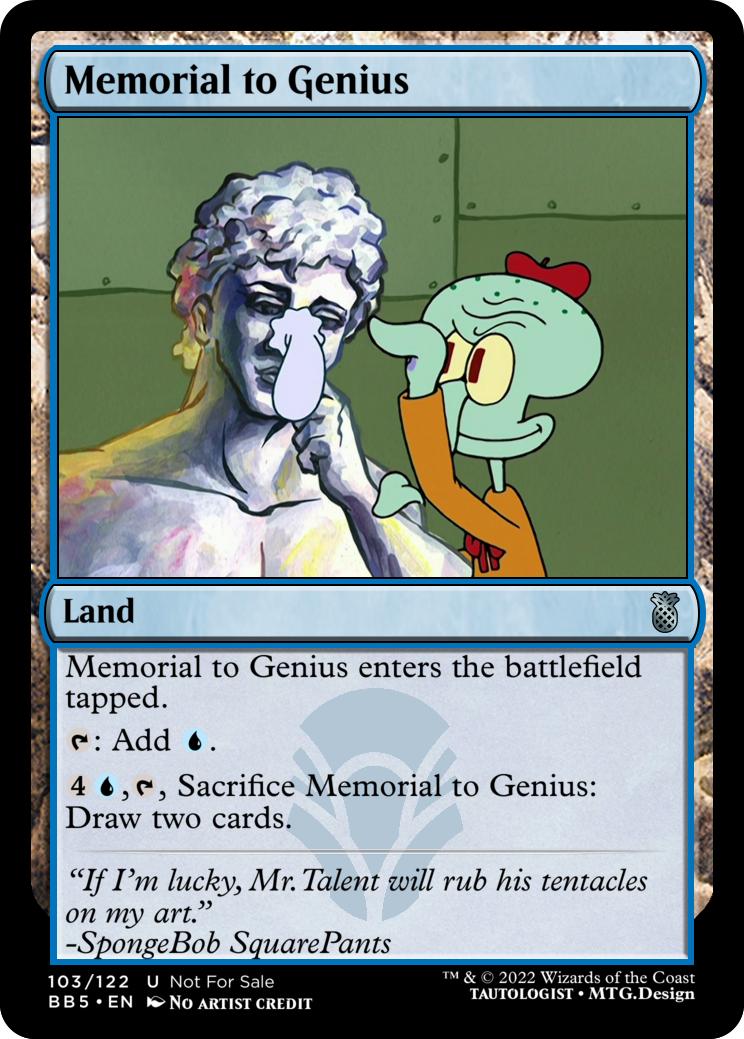 Memorial to Genius
Land
Memorial to Genius enters the battlefield
tapped.
: Add .
4 , , Sacrifice Memorial to Genius:
Draw two cards.
“If I’m lucky, Mr. Talent will rub his tentacles
on my art.”
-SpongeBob SquarePants
103/122 U Not For Sale
BB5 • EN No artist credit
™ & © 2022 Wizards of the Coast
TAUTOLOGIST • MTG.Design